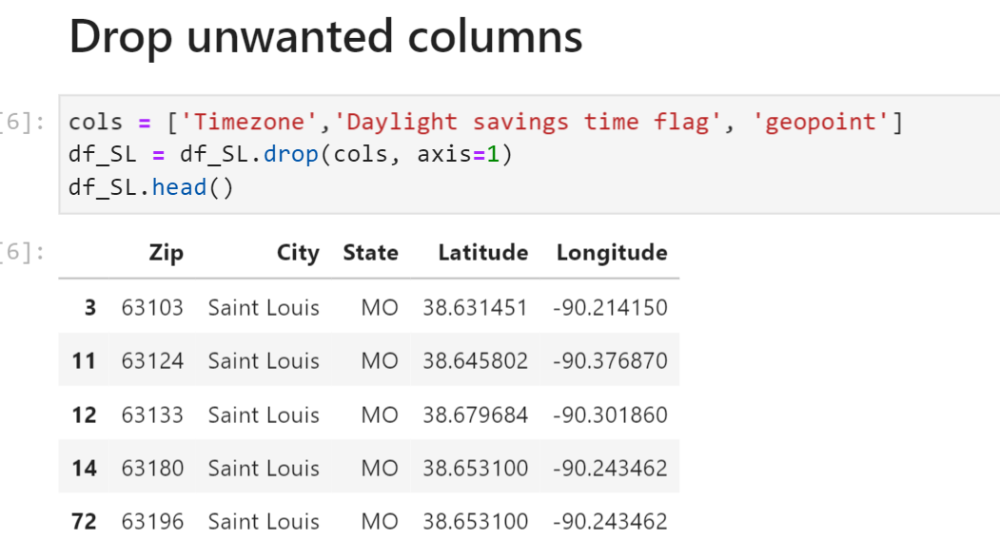 Drop unwanted columns
[6]: cols = ['Timezone','Daylight savings time flag', 'geopoint']
df_SL = df_SL.drop(cols, axis=1)
df_SL.head()
[6]: Zip City State Latitude Longitude
3 63103 Saint Louis MO 38.631451 -90.214150
11 63124 Saint Louis MO 38.645802 -90.376870
12 63133 Saint Louis MO 38.679684 -90.301860
14 63180 Saint Louis MO 38.653100 -90.243462
72 63196 Saint Louis MO 38.653100 -90.243462